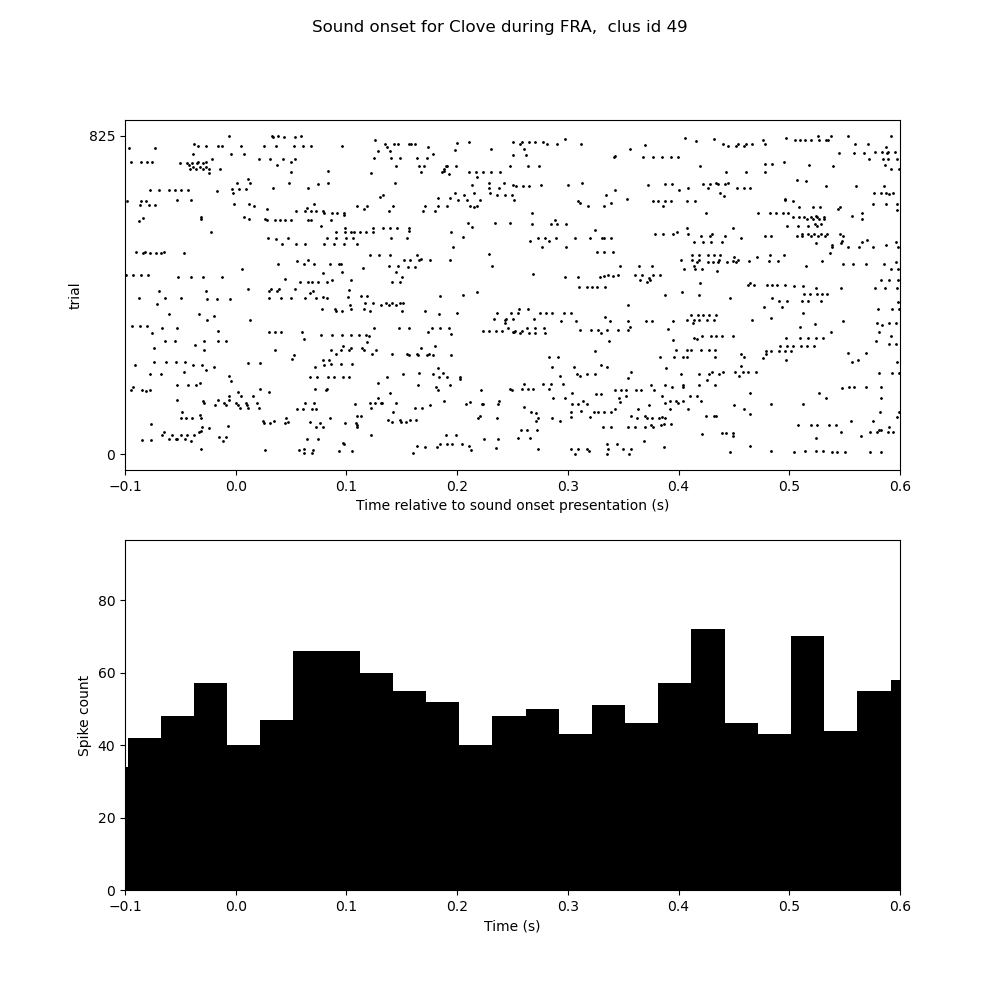 Sound onset for Clove during FRA,  clus id 49
825
trial
0
−0.1 0.0 0.1 0.2 0.3 0.4 0.5 0.6
Time relative to sound onset presentation (s)
80
60
Spike count
40
20
0
−0.1 0.0 0.1 0.2 0.3 0.4 0.5 0.6
Time (s)